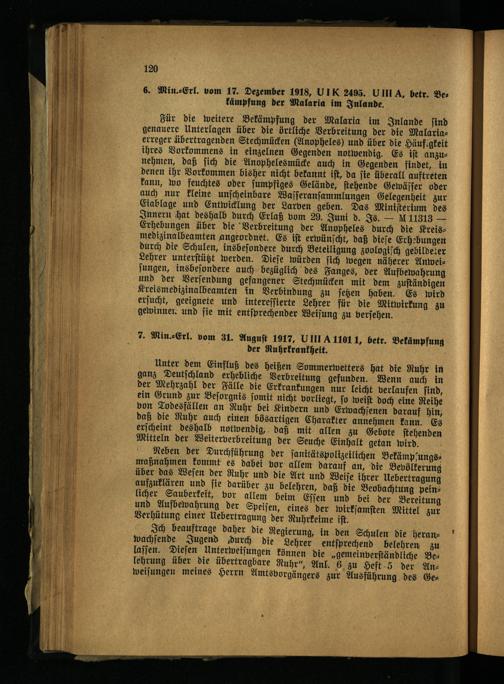 120
6. Min.-Erl. vom 17. Dezember 1918, U I K 2495. U III A, betr. Be-
kämpfung der Malaria im Inlande.
Für die weitere Bekämpfung der Malaria im Inlande sind
genauere Unterlagen über die örtliche Verbreitung der die Malaria-
erreger übertragenden Stechmücken (Anopheles) und über die Häufigkeit
ihres Vorkommens in einzelnen Gegenden notwendig. Es ist anzu-
nehmen, daß sich die Anophelesmücke auch in Gegenden findet, in
denen ihr Vorkommen bisher nicht bekannt ist, da sie überall auftreten
kann, wo feuchtes oder sumpfiges Gelände, stehende Gewässer oder
auch nur kleine unscheinbare Wasseransammlungen Gelegenheit zur
Eiablage und Entwicklung der Larven geben. Das Ministerium des
Innern hat deshalb durch Erlaß vom 29. Juni d. Js. — M 11313 —
Erhebungen über die Verbreitung der Anopheles durch die Kreis-
medizinalbeamten angeordnet. Es ist erwünscht, daß diese Erhebungen
durch die Schulen, insbesondere durch Beteiligung zoologisch gebildeter
Lehrer unterstützt werden. Diese würden sich wegen näherer Anwei-
sungen, insbesondere auch bezüglich des Fanges, der Aufbewahrung
und der Versendung gefangener Stechmücken mit dem zuständigen
Kreismedizinalbeamten in Verbindung zu setzen haben. Es wird
ersucht, geeignete und interessierte Lehrer für die Mitwirkung zu
gewinnen und sie mit entsprechender Weisung zu versehen.
7. Min.-Erl. vom 31. August 1917, U III A 1101 1, betr. Bekämpfung
der Ruhrkrankheit.
Unter dem Einfluß des heißen Sommerwetters hat die Ruhr in
ganz Deutschland erhebliche Verbreitung gefunden. Wenn auch in
der Mehrzahl der Fälle die Erkrankungen nur leicht verlaufen sind,
ein Grund zur Besorgnis somit nicht vorliegt, so weist doch eine Reihe
von Todesfällen an Ruhr bei Kindern und Erwachsenen darauf hin,
daß die Ruhr auch einen bösartigen Charakter annehmen kann. Es
erscheint deshalb notwendig, daß mit allen zu Gebote stehenden
Mitteln der Weiterverbreitung der Seuche Einhalt getan wird.
Neben der Durchführung der sanitätspolizeilichen Bekämpfungs-
maßnahmen kommt es dabei vor allem darauf an, die Bevölkerung
über das Wesen der Ruhr und die Art und Weise ihrer Uebertragung
aufzuklären und sie darüber zu belehren, daß die Beobachtung pein-
licher Sauberkeit, vor allem beim Essen und bei der Bereitung
und Aufbewahrung der Speisen, eines der wirksamsten Mittel zur
Verhütung einer Uebertragung der Ruhrkeime ist.
Ich beauftrage daher die Regierung, in den Schulen die heran-
wachsende Jugend durch die Lehrer entsprechend belehren zu
lassen. Diesen Unterweisungen können die „gemeinverständliche Be-
lehrung über die übertragbare Ruhr“, Anl. 6 zu Heft 5 der An-
weisungen meines Herrn Amtsvorgängers zur Ausführung des Ge-